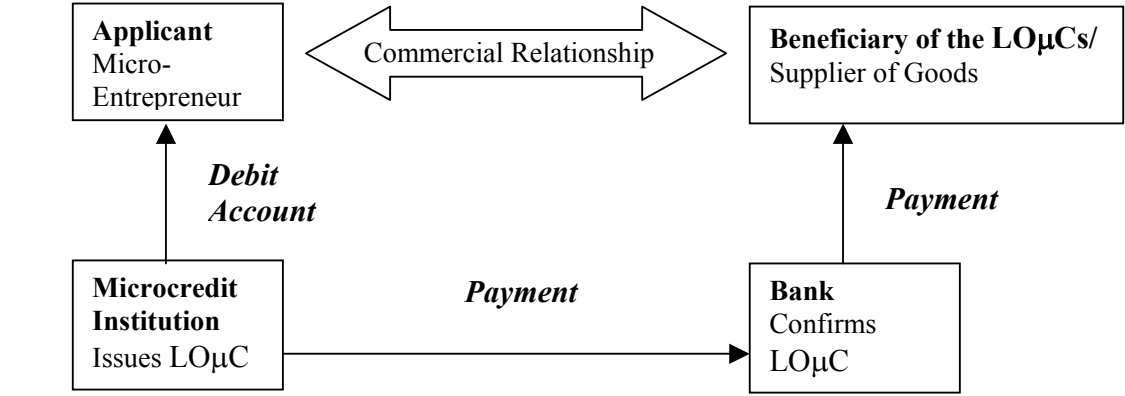 Applicant
Micro-
Entrepreneur
Commercial Relationship
Beneficiary of the LOμCs/
Supplier of Goods
Debit
Account
Payment
Microcredit
Institution
Issues LOμC
Payment
Bank
Confirms
LOμC